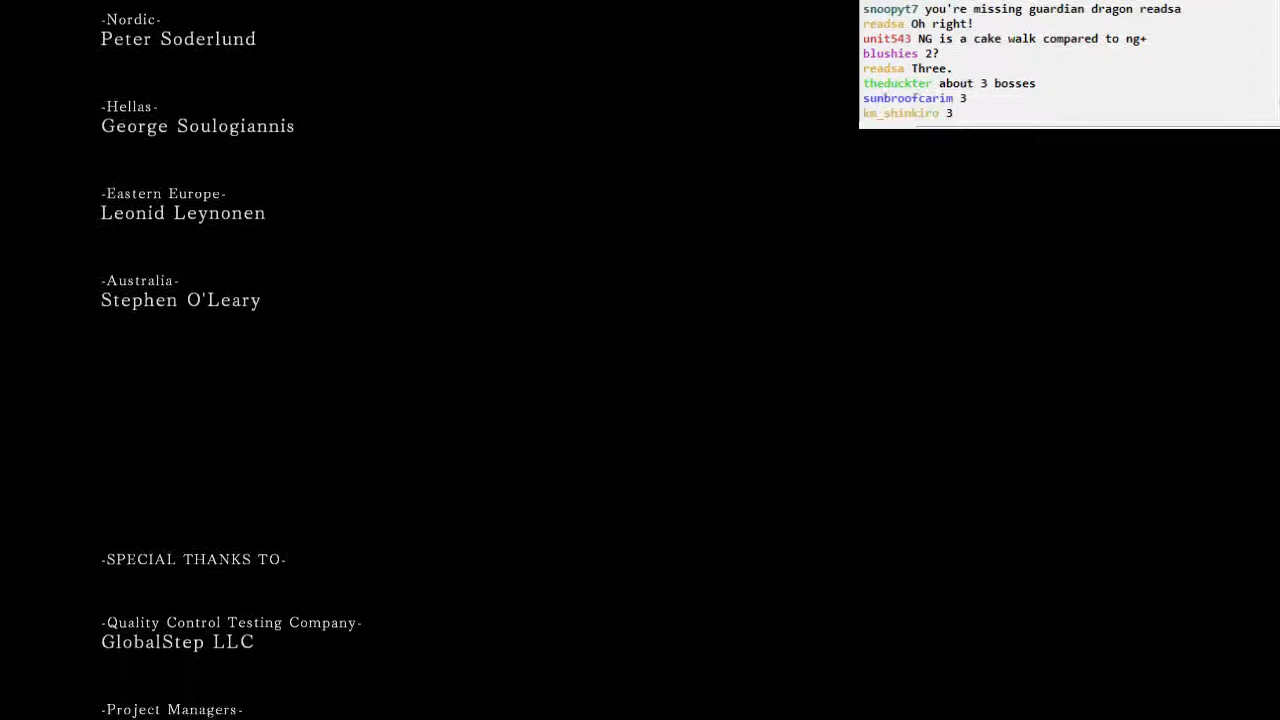 -Nordic-
Peter Soderlund
-Hellas-
George Soulogiannis
-Eastern Europe-
Leonid Leynonen
-Australia-
Stephen O'Leary
-SPECIAL THANKS TO-
-Quality Control Testing Company-
GlobalStep LLC
-Project Managers-
snoopyt7 you're missing guardian dragon readsa
readsa Oh right!
unit543 NG is a cake walk compared to ng+
blushies 2?
readsa Three.
theduckter about 3 bosses
sunbroofcarim 3
km_shinkiro 3